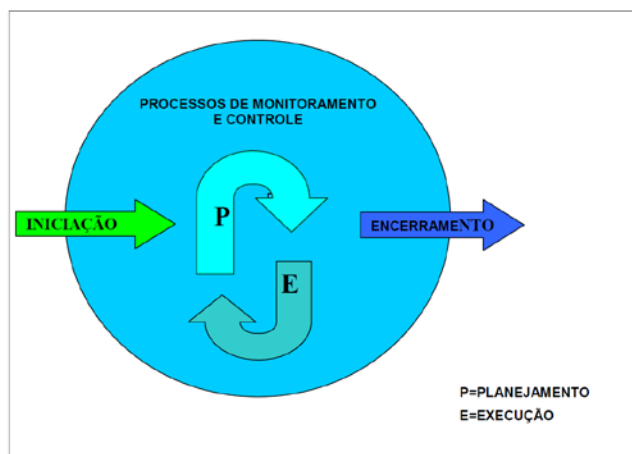 PROCESSOS DE MONITORAMENTO
E CONTROLE
P
INICIAÇÃO
ENCERRAMENTO
E
P=PLANEJAMENTO
E=EXECUÇÃO